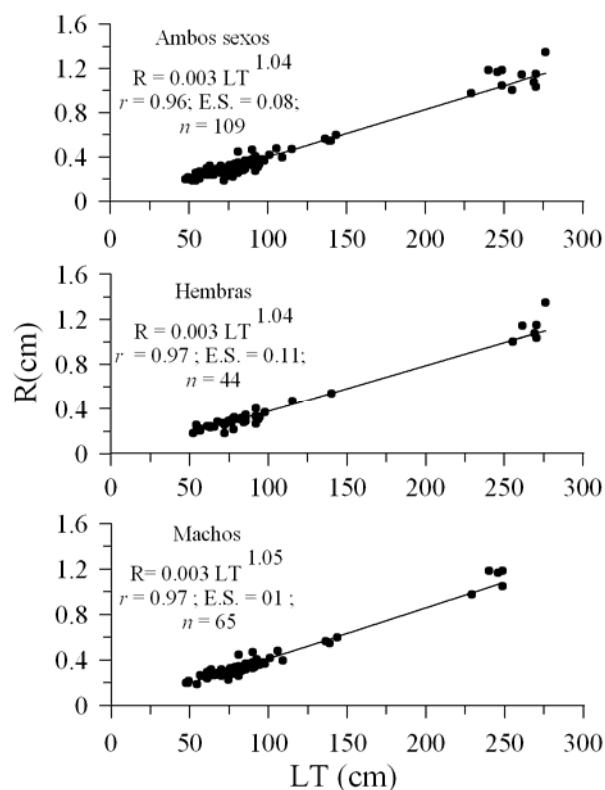 1.6
1.2
0.8
0.4
0
Ambos sexos
R = 0.003 LT^1.04
r = 0.96; E.S. = 0.08;
n = 109
0 50 100 150 200 250 300
1.6
1.2
0.8
0.4
0
Hembras
R = 0.003 LT^1.04
r = 0.97 ; E.S. = 0.11;
n = 44
0 50 100 150 200 250 300
R(cm)
1.6
1.2
0.8
0.4
0
Machos
R= 0.003 LT^1.05
r = 0.97 ; E.S. = 01 ;
n = 65
0 50 100 150 200 250 300
LT (cm)